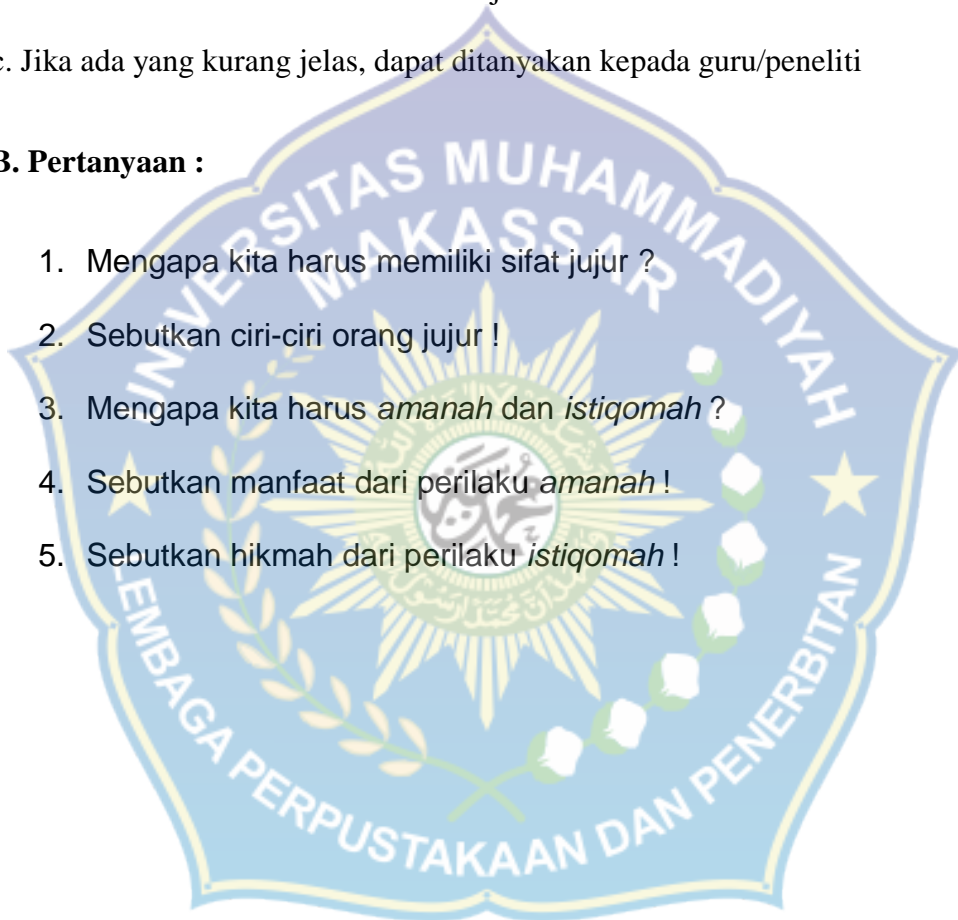 c. Jika ada yang kurang jelas, dapat ditanyakan kepada guru/peneliti
B. Pertanyaan :
1. Mengapa kita harus memiliki sifat jujur ?
2. Sebutkan ciri-ciri orang jujur !
3. Mengapa kita harus amanah dan istiqomah ?
4. Sebutkan manfaat dari perilaku amanah !
5. Sebutkan hikmah dari perilaku istiqomah !
UNIVERSITAS MUHAMMADIYAH
MAKASSAR
LEMBAGA PERPUSTAKAAN DAN PENERBITAN